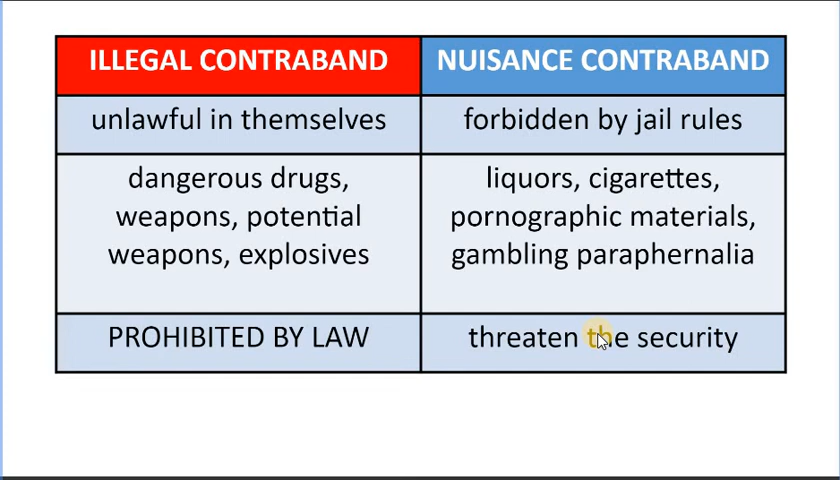 ILLEGAL CONTRABAND
NUISANCE CONTRABAND
unlawful in themselves
forbidden by jail rules
dangerous drugs,
weapons, potential
weapons, explosives
liquors, cigarettes,
pornographic materials,
gambling paraphernalia
PROHIBITED BY LAW
threaten the security